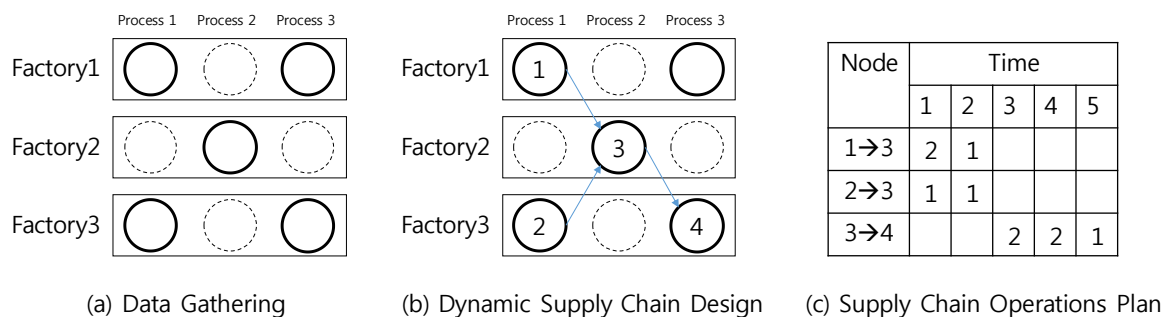 Process 1 Process 2 Process 3
Factory1
Factory2
Factory3
(a) Data Gathering
Process 1 Process 2 Process 3
Factory1 1
Factory2 3
Factory3 2 4
(b) Dynamic Supply Chain Design
Node Time
1 2 3 4 5
1→3 2 1
2→3 1 1
3→4 2 2 1
(c) Supply Chain Operations Plan